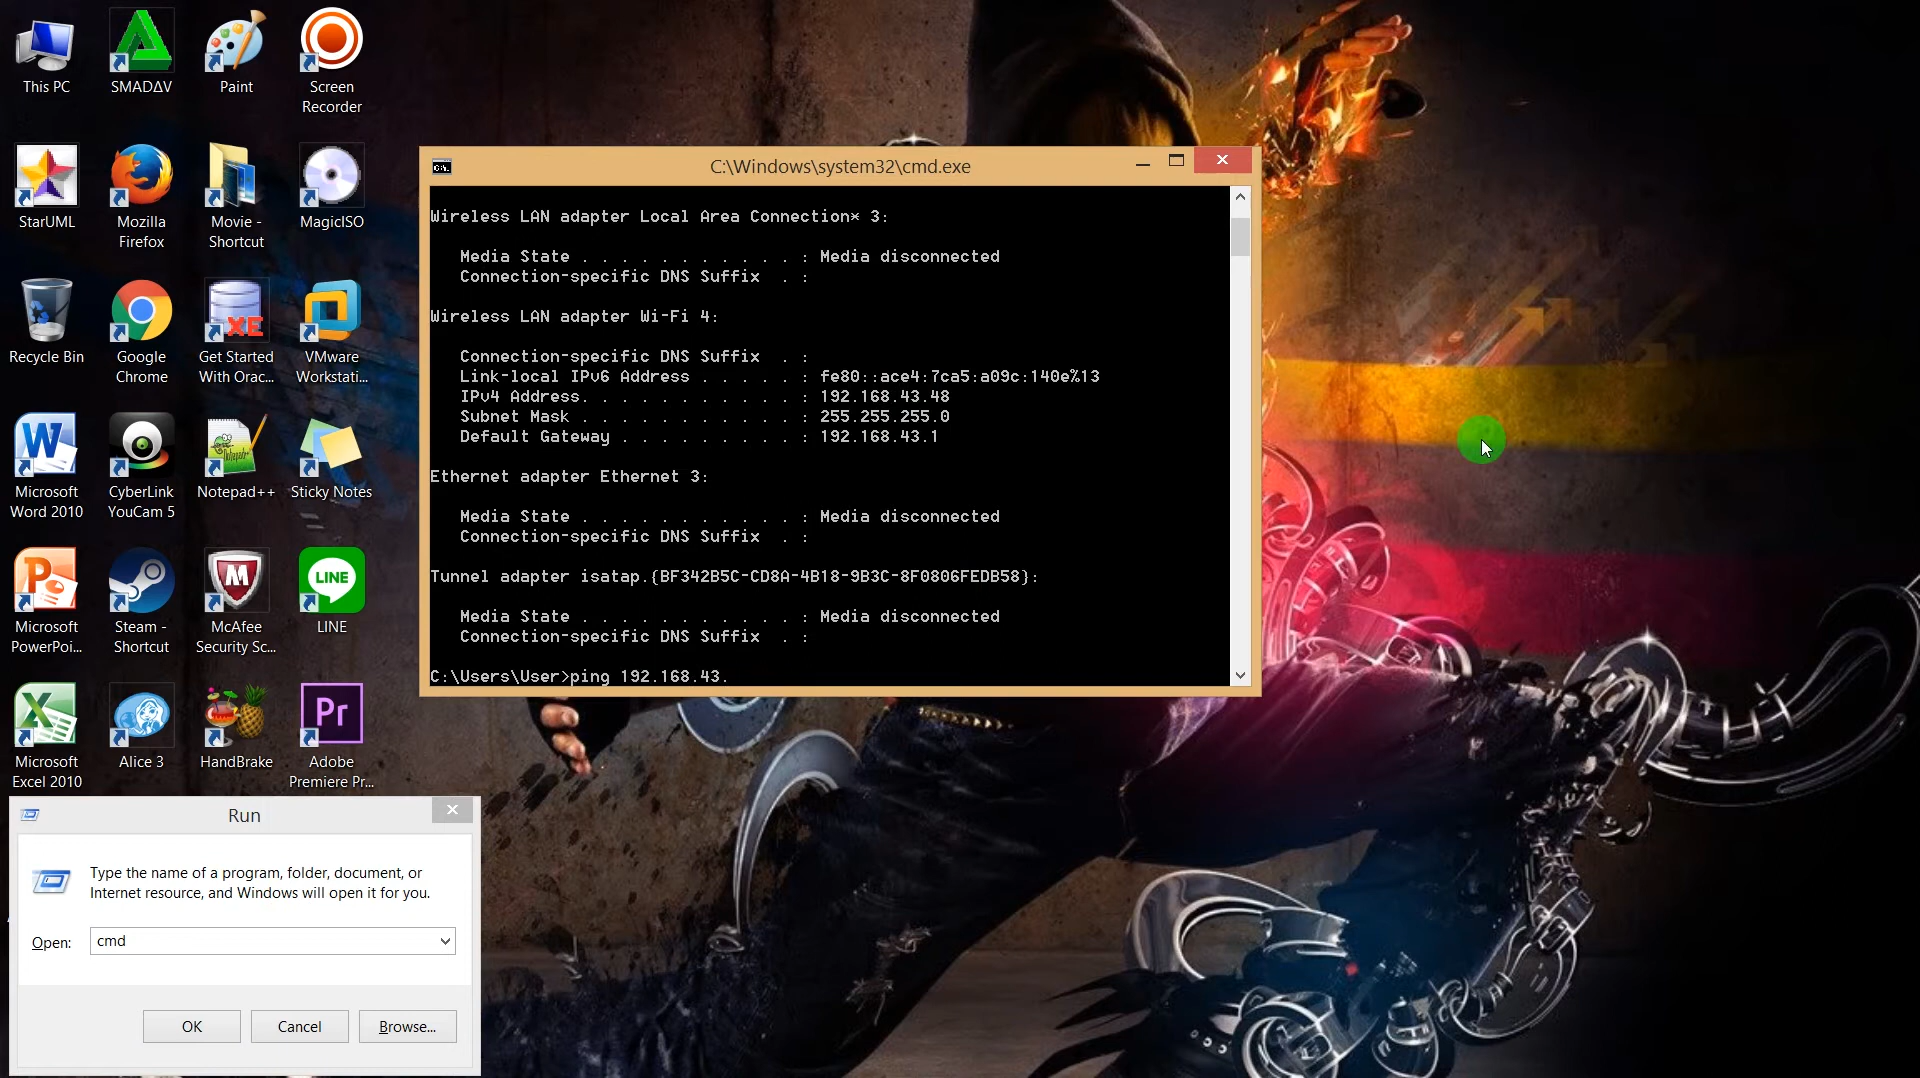 This PC
SMADΔV
Paint
Screen
Recorder
StarUML
Mozilla
Firefox
Movie -
Shortcut
MagicISO
Recycle Bin
Google
Chrome
XE
Get Started
With Orac...
VMware
Workstati...
Microsoft
Word 2010
CyberLink
YouCam 5
Notepad++
Sticky Notes
Microsoft
PowerPoi...
Steam -
Shortcut
McAfee
Security Sc...
LINE
LINE
Microsoft
Excel 2010
Alice 3
HandBrake
Pr
Adobe
Premiere Pr...
C:\Windows\system32\cmd.exe
Wireless LAN adapter Local Area Connection* 3:
Media State . . . . . . . . . . . : Media disconnected
Connection-specific DNS Suffix  . :
Wireless LAN adapter Wi-Fi 4:
Connection-specific DNS Suffix  . :
Link-local IPv6 Address . . . . . : fe80::ace4:7ca5:a09c:140e%13
IPv4 Address. . . . . . . . . . . : 192.168.43.48
Subnet Mask . . . . . . . . . . . : 255.255.255.0
Default Gateway . . . . . . . . . : 192.168.43.1
Ethernet adapter Ethernet 3:
Media State . . . . . . . . . . . : Media disconnected
Connection-specific DNS Suffix  . :
Tunnel adapter isatap.{BF342B5C-CD8A-4B18-9B3C-8F0806FEDB58}:
Media State . . . . . . . . . . . : Media disconnected
Connection-specific DNS Suffix  . :
C:\Users\User>ping 192.168.43.
Run
Type the name of a program, folder, document, or
Internet resource, and Windows will open it for you.
Open: cmd
OK Cancel Browse...